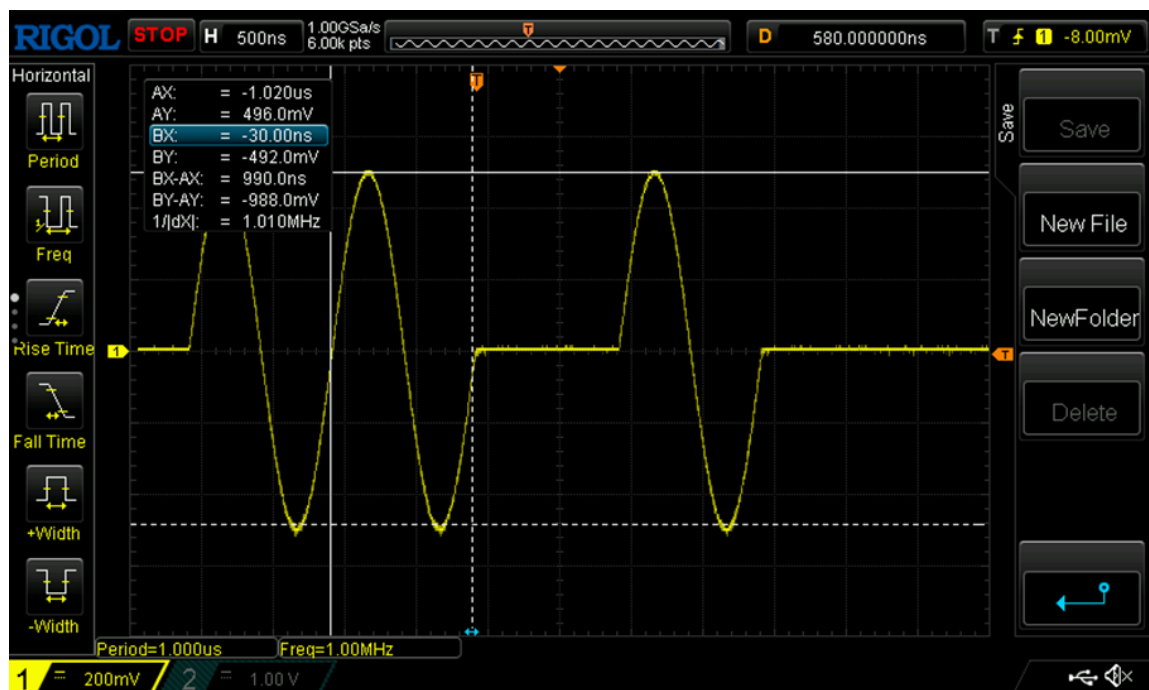 RIGOL STOP H 500ns 1.00GSa/s 6.00k pts T D 580.000000ns T 1 -8.00mV
Horizontal
Period
Freq
Rise Time
Fall Time
+Width
-Width
T
AX: = -1.020us
AY: = 496.0mV
BX: = -30.00ns
BY: = -492.0mV
BX-AX: = 990.0ns
BY-AY: = -988.0mV
1/|dX|: = 1.010MHz
1
T
Save
Save
New File
NewFolder
Delete
Period=1.000us Freq=1.00MHz
1 = 200mV 2 = 1.00 V